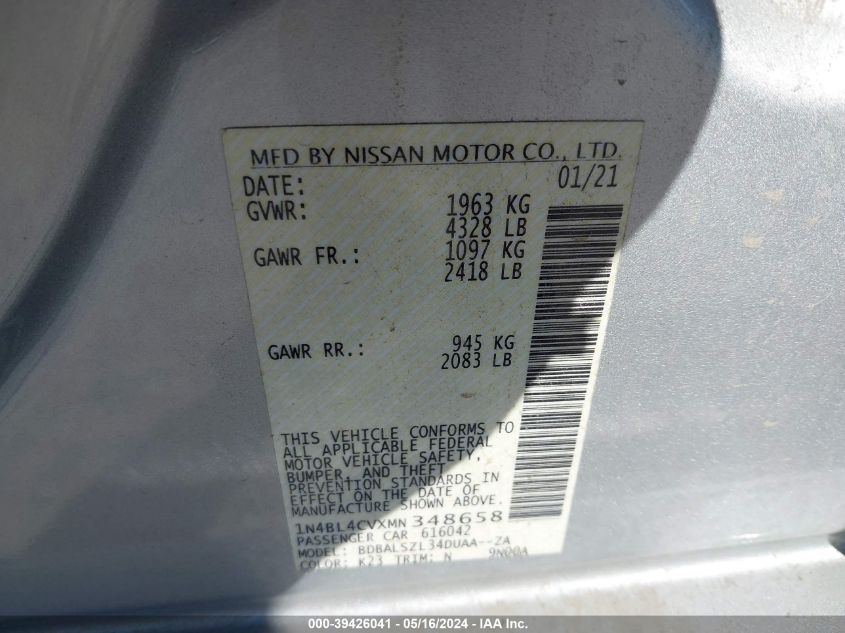 MFD BY NISSAN MOTOR CO., LTD.
DATE: 01/21
GVWR: 1963 KG
4328 LB
GAWR FR.: 1097 KG
2418 LB
GAWR RR.: 945 KG
2083 LB
THIS VEHICLE CONFORMS TO
ALL APPLICABLE FEDERAL
MOTOR VEHICLE SAFETY,
BUMPER, AND THEFT
PREVENTION STANDARDS IN
EFFECT ON THE DATE OF
MANUFACTURE SHOWN ABOVE.
1N4BL4CVXMN348658
PASSENGER CAR 616042
MODEL: BDBALSZL34DUAA--ZA
COLOR: K23 TRIM: N 9N00A
000-39426041 - 05/16/2024 - IAA Inc.